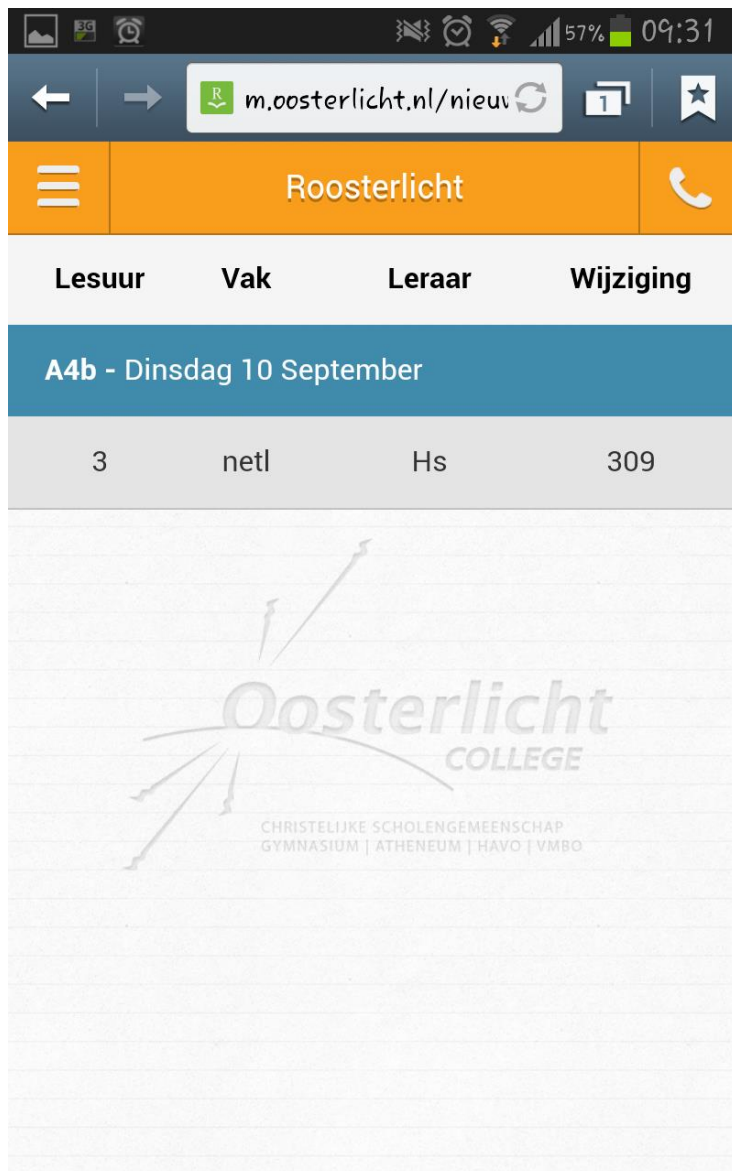 3G 57% 09:31
R m.oosterlicht.nl/nieuw 1
Roosterlicht
Lesuur Vak Leraar Wijziging
A4b - Dinsdag 10 September
3 netl Hs 309
Oosterlicht
COLLEGE
CHRISTELIJKE SCHOLENGEMEENSCHAP
GYMNASIUM | ATHENEUM | HAVO | VMBO